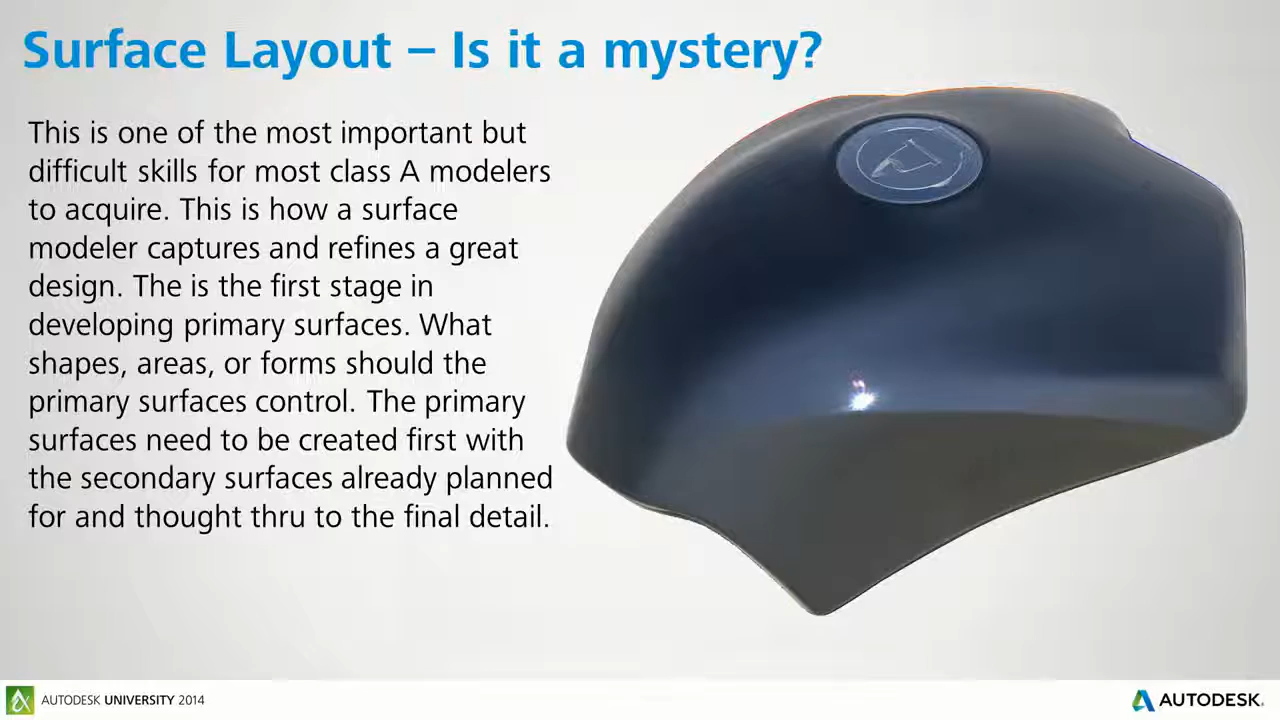 Surface Layout – Is it a mystery?
This is one of the most important but
difficult skills for most class A modelers
to acquire. This is how a surface
modeler captures and refines a great
design. The is the first stage in
developing primary surfaces. What
shapes, areas, or forms should the
primary surfaces control. The primary
surfaces need to be created first with
the secondary surfaces already planned
for and thought thru to the final detail.
AUTODESK UNIVERSITY 2014
AUTODESK.